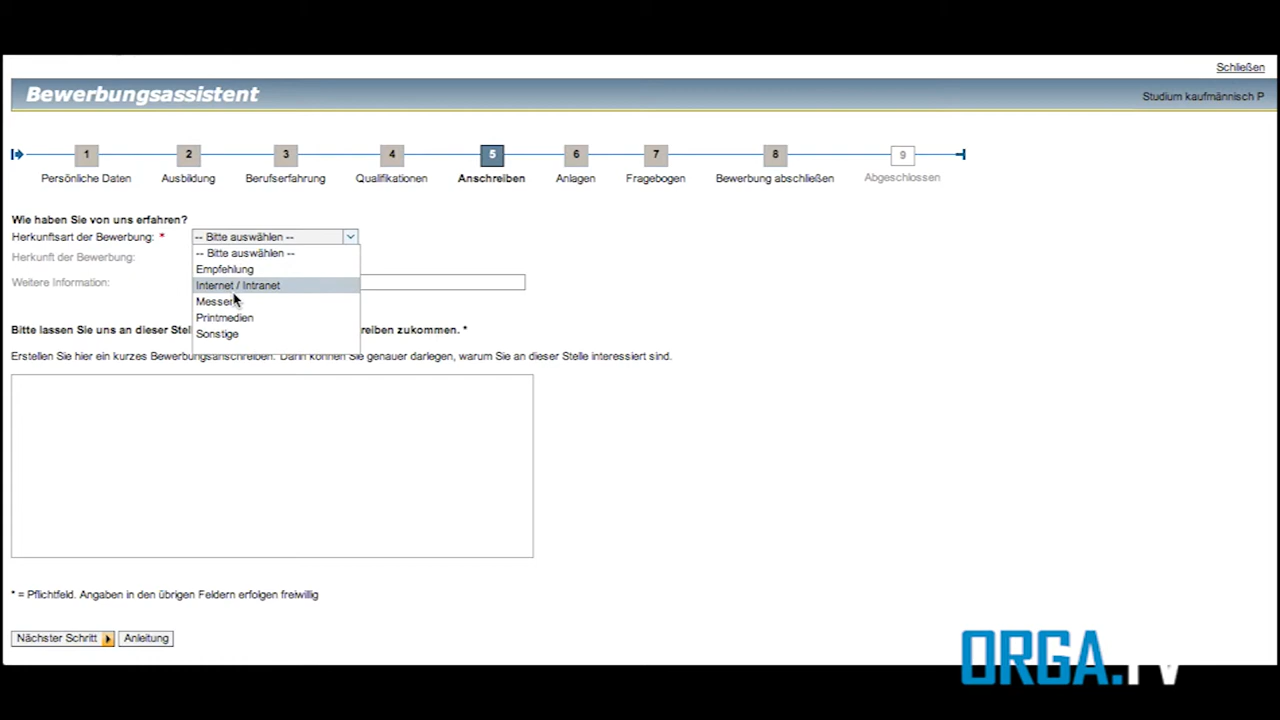 Schließen
Bewerbungsassistent
Studium kaufmännisch P
1 2 3 4 5 6 7 8 9
Persönliche Daten Ausbildung Berufserfahrung Qualifikationen Anschreiben Anlagen Fragebogen Bewerbung abschließen Abgeschlossen
Wie haben Sie von uns erfahren?
Herkunftsart der Bewerbung: * -- Bitte auswählen --
-- Bitte auswählen --
Herkunft der Bewerbung:
Empfehlung
Weitere Information:
Internet / Intranet
Messen
Printmedien
Sonstige
Bitte lassen Sie uns an dieser Stel reiben zukommen. *
Erstellen Sie hier ein kurzes Bewerbungsanschreiben. Darin können Sie genauer darlegen, warum Sie an dieser Stelle interessiert sind.
* = Pflichtfeld. Angaben in den übrigen Feldern erfolgen freiwillig
Nächster Schritt Anleitung
ORGA.TV